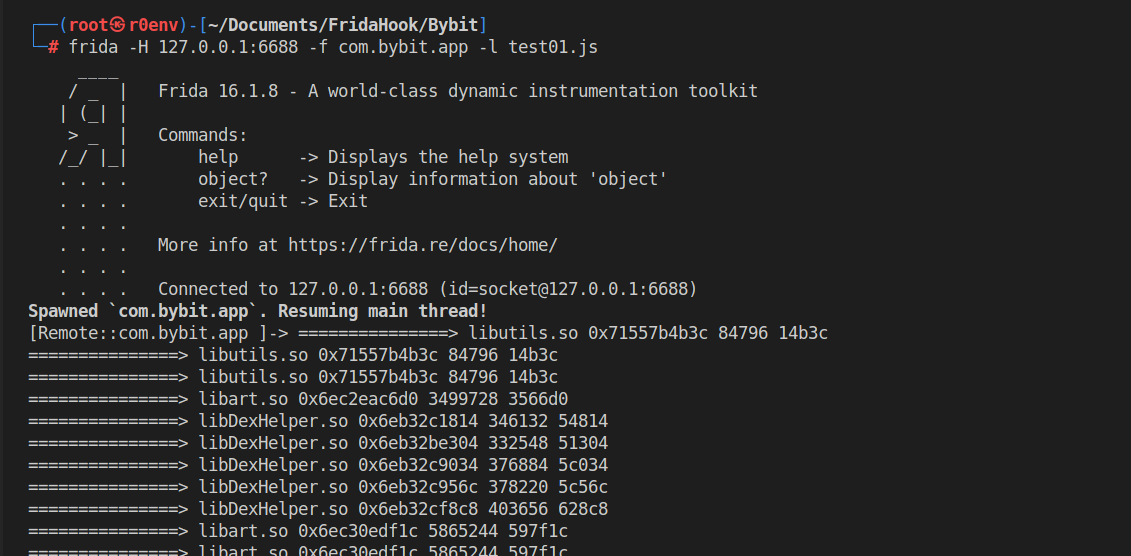 ┌──(root㉿r0env)-[~/Documents/FridaHook/Bybit]
└─# frida -H 127.0.0.1:6688 -f com.bybit.app -l test01.js
     ____
    / _  |   Frida 16.1.8 - A world-class dynamic instrumentation toolkit
   | (_| |
    > _  |   Commands:
   /_/ |_|       help      -> Displays the help system
   . . . .       object?   -> Display information about 'object'
   . . . .       exit/quit -> Exit
   . . . .
   . . . .   More info at https://frida.re/docs/home/
   . . . .
   . . . .   Connected to 127.0.0.1:6688 (id=socket@127.0.0.1:6688)
Spawned `com.bybit.app`. Resuming main thread!
[Remote::com.bybit.app ]-> ===============> libutils.so 0x71557b4b3c 84796 14b3c
===============> libutils.so 0x71557b4b3c 84796 14b3c
===============> libutils.so 0x71557b4b3c 84796 14b3c
===============> libart.so 0x6ec2eac6d0 3499728 3566d0
===============> libDexHelper.so 0x6eb32c1814 346132 54814
===============> libDexHelper.so 0x6eb32be304 332548 51304
===============> libDexHelper.so 0x6eb32c9034 376884 5c034
===============> libDexHelper.so 0x6eb32c956c 378220 5c56c
===============> libDexHelper.so 0x6eb32cf8c8 403656 628c8
===============> libart.so 0x6ec30edf1c 5865244 597f1c
===============> libart.so 0x6ec30edf1c 5865244 597f1c